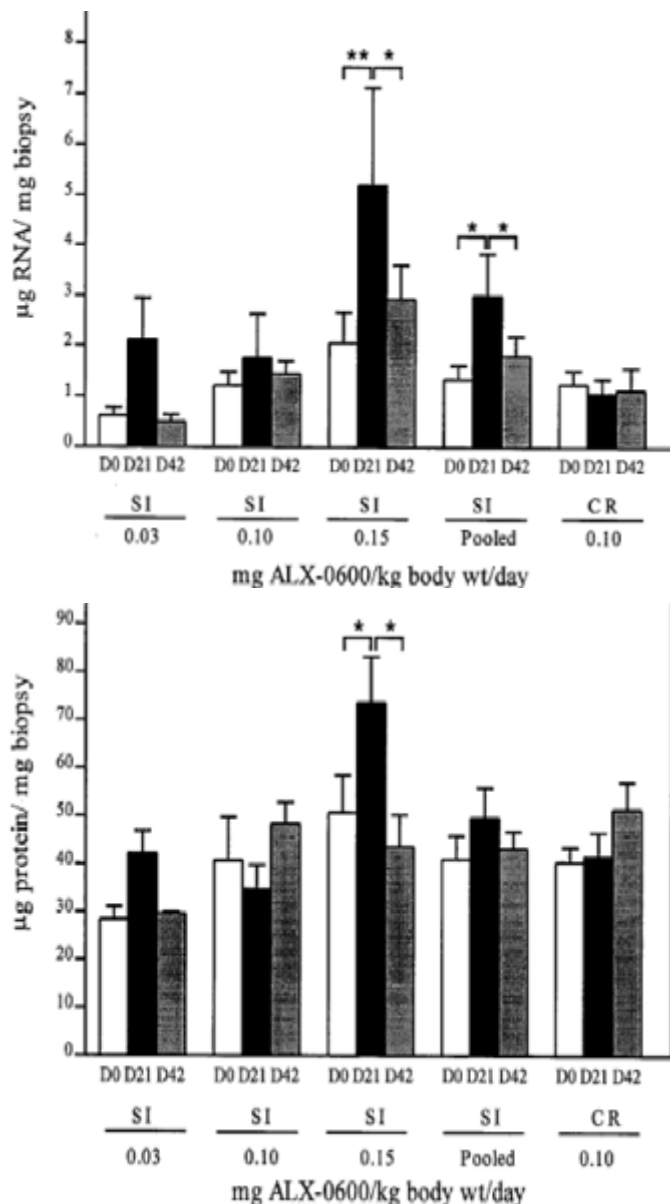 8
7
6
5
4
3
2
1
0
µg RNA/ mg biopsy
** *
* *
D0 D21 D42 D0 D21 D42 D0 D21 D42 D0 D21 D42 D0 D21 D42
SI SI SI SI CR
0.03 0.10 0.15 Pooled 0.10
mg ALX-0600/kg body wt/day
90
80
70
60
50
40
30
20
10
0
µg protein/ mg biopsy
* *
D0 D21 D42 D0 D21 D42 D0 D21 D42 D0 D21 D42 D0 D21 D42
SI SI SI SI CR
0.03 0.10 0.15 Pooled 0.10
mg ALX-0600/kg body wt/day